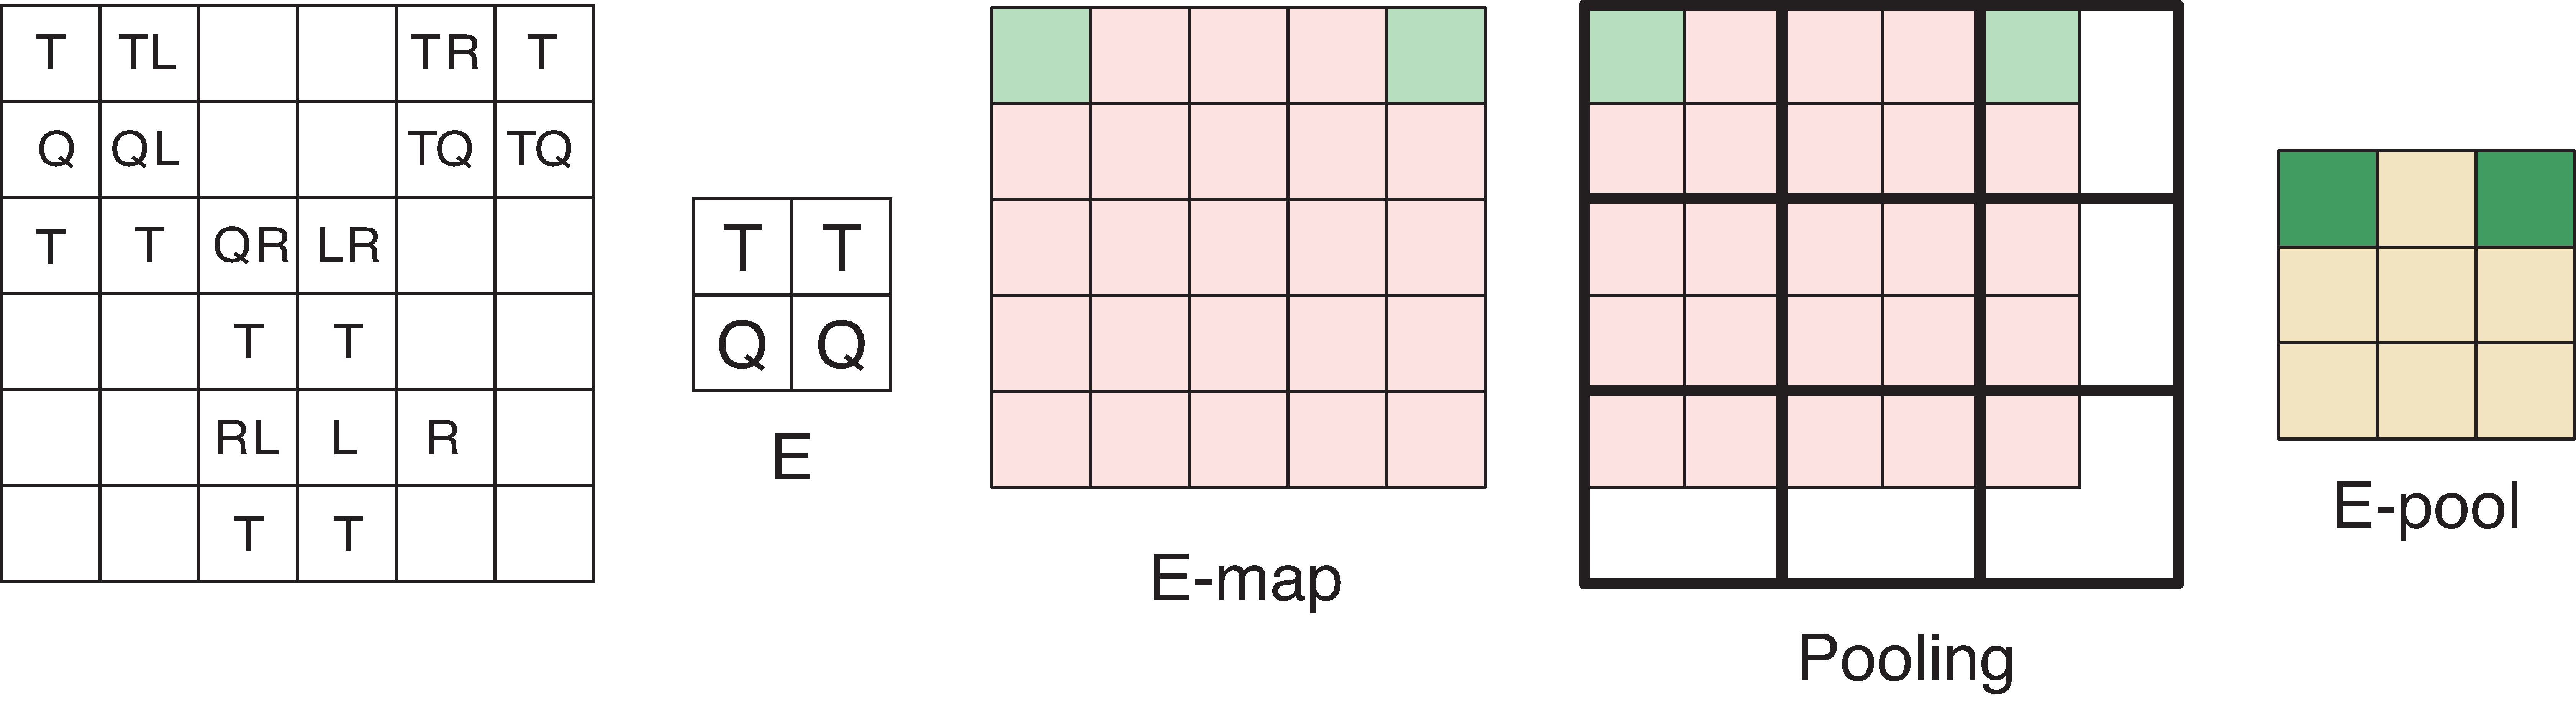 T TL TR T
Q QL TQ TQ
T T QR LR
T T
RL L R
T T
T T
Q Q
E
E-map
Pooling
E-pool